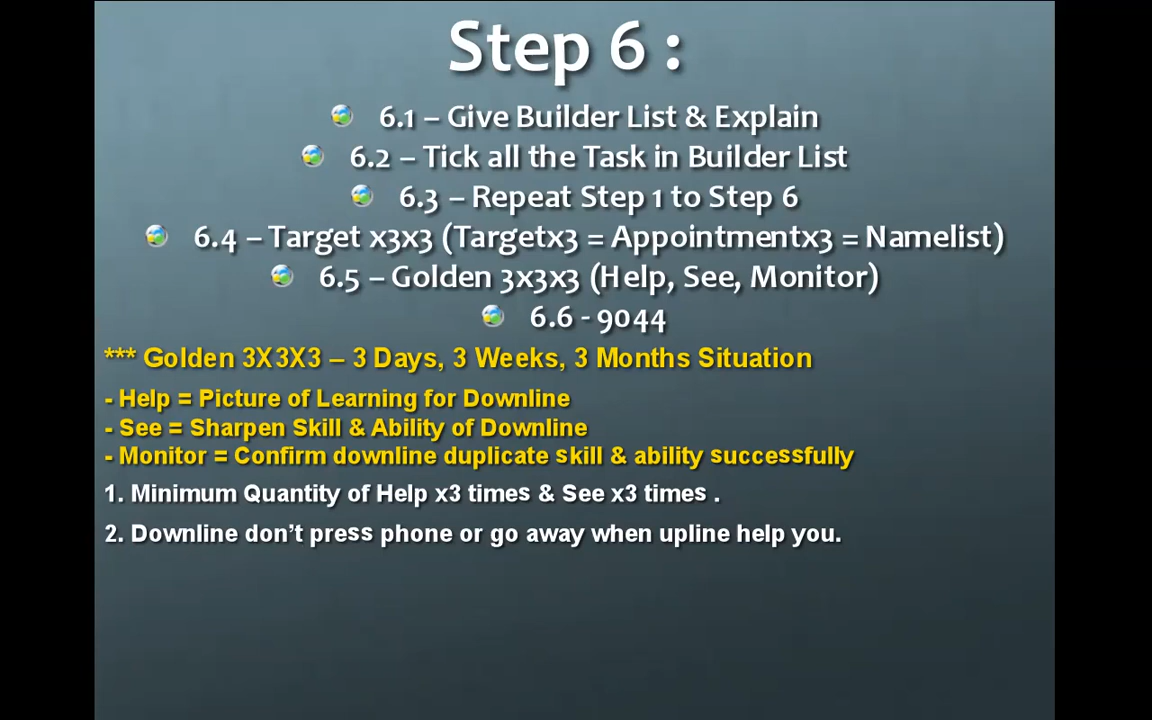 Step 6 :
6.1 – Give Builder List & Explain
6.2 – Tick all the Task in Builder List
6.3 – Repeat Step 1 to Step 6
6.4 – Target x3x3 (Targetx3 = Appointmentx3 = Namelist)
6.5 – Golden 3x3x3 (Help, See, Monitor)
6.6 - 9044
*** Golden 3X3X3 – 3 Days, 3 Weeks, 3 Months Situation
- Help = Picture of Learning for Downline
- See = Sharpen Skill & Ability of Downline
- Monitor = Confirm downline duplicate skill & ability successfully
1. Minimum Quantity of Help x3 times & See x3 times .
2. Downline don’t press phone or go away when upline help you.